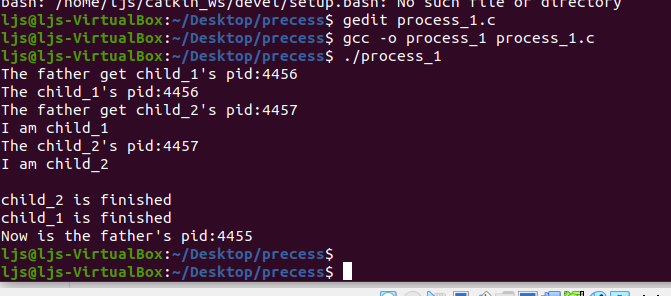 bash: /home/ljs/catkin_ws/devel/setup.bash: No such file or directory
ljs@ljs-VirtualBox:~/Desktop/precess$ gedit process_1.c
ljs@ljs-VirtualBox:~/Desktop/precess$ gcc -o process_1 process_1.c
ljs@ljs-VirtualBox:~/Desktop/precess$ ./process_1
The father get child_1's pid:4456
The child_1's pid:4456
The father get child_2's pid:4457
I am child_1
The child_2's pid:4457
I am child_2
child_2 is finished
child_1 is finished
Now is the father's pid:4455
ljs@ljs-VirtualBox:~/Desktop/precess$
ljs@ljs-VirtualBox:~/Desktop/precess$